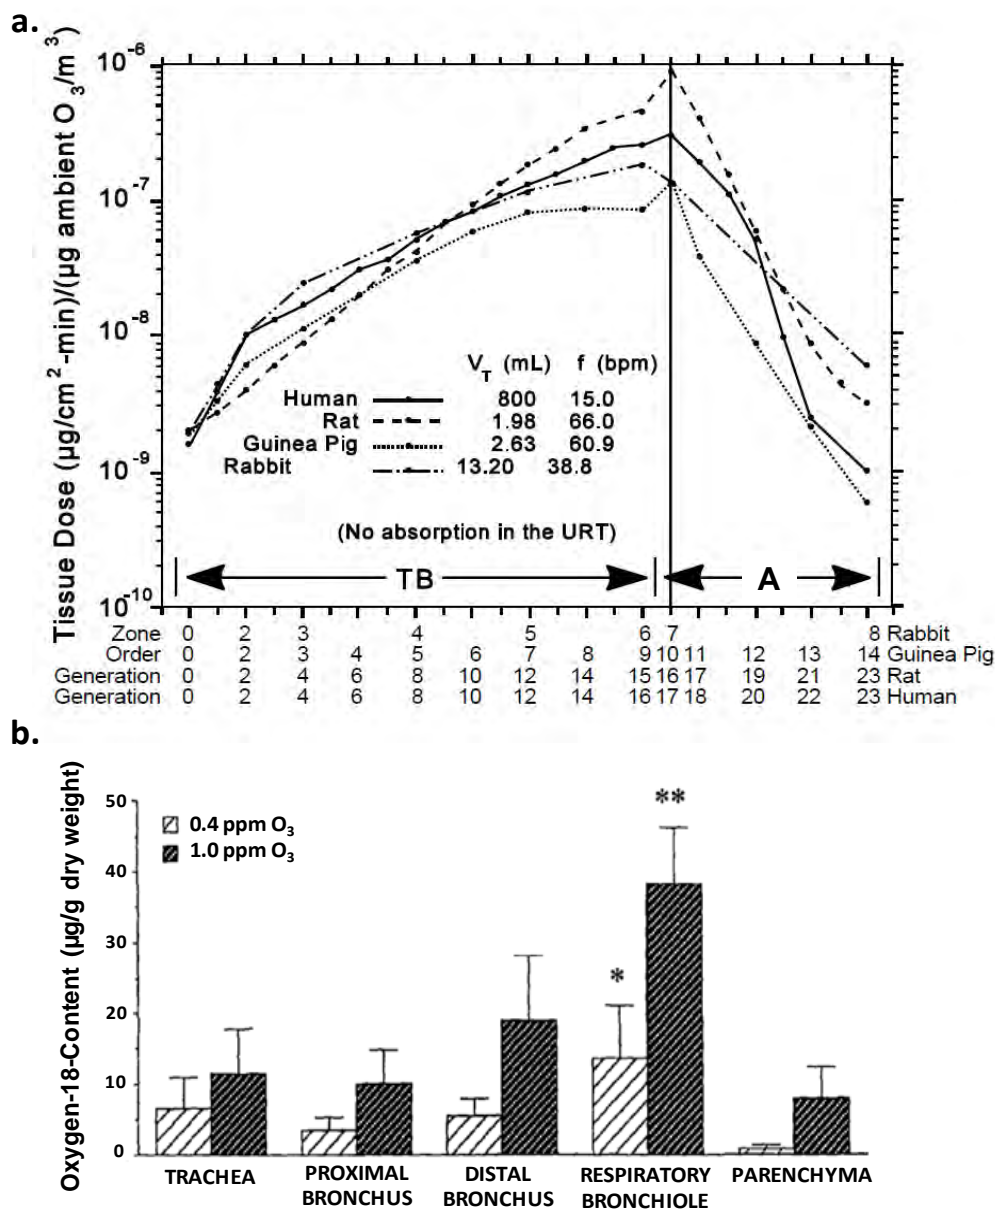 a.
Tissue Dose (µg/cm²-min)/(µg ambient O₃/m³)
10⁻⁶
10⁻⁷
10⁻⁸
10⁻⁹
10⁻¹⁰
V_T (mL) f (bpm)
Human 800 15.0
Rat 1.98 66.0
Guinea Pig 2.63 60.9
Rabbit 13.20 38.8
(No absorption in the URT)
TB A
Zone 0 2 3 4 5 6 7 8 Rabbit
Order 0 2 3 4 5 6 7 8 9 10 11 12 13 14 Guinea Pig
Generation 0 2 4 6 8 10 12 14 15 16 17 19 21 23 Rat
Generation 0 2 4 6 8 10 12 14 16 17 18 20 22 23 Human
b.
Oxygen-18-Content (µg/g dry weight)
50
40
30
20
10
0
0.4 ppm O₃
1.0 ppm O₃
*
**
TRACHEA PROXIMAL BRONCHUS DISTAL BRONCHUS RESPIRATORY BRONCHIOLE PARENCHYMA